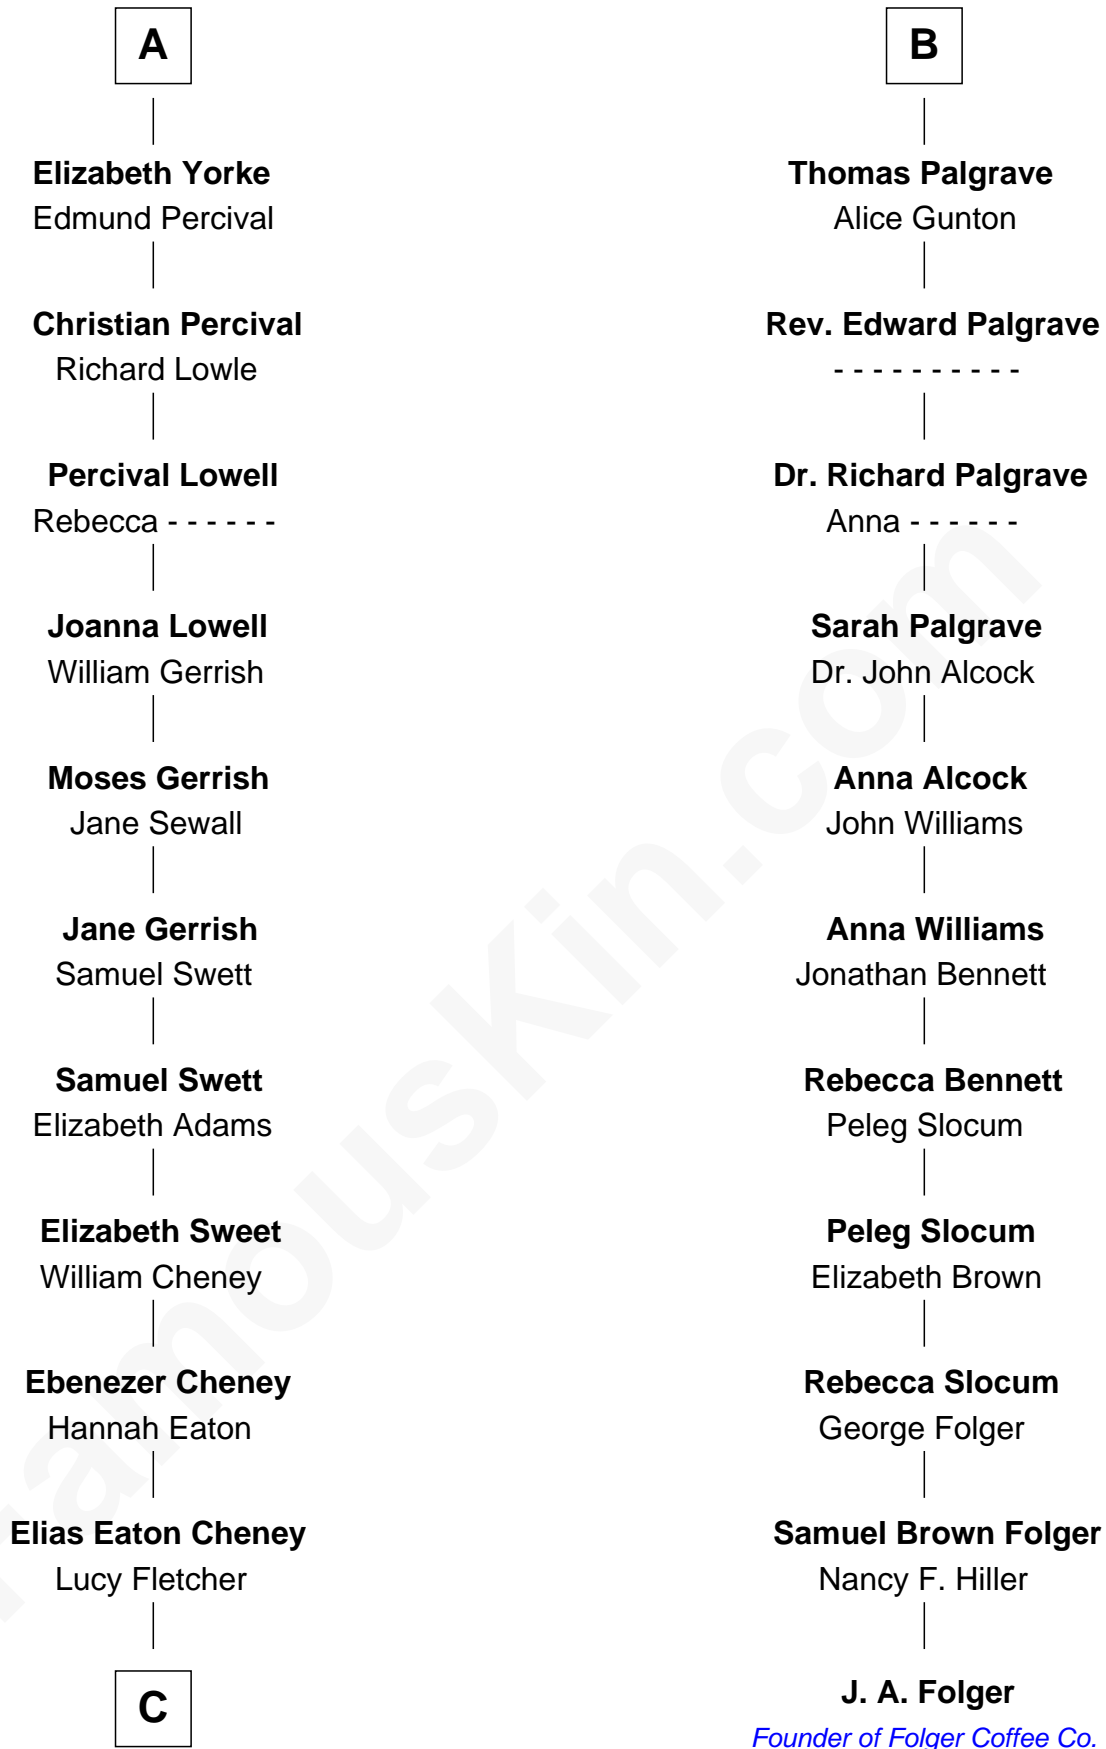 A
Elizabeth Yorke
Edmund Percival
Christian Percival
Richard Lowle
Percival Lowell
Rebecca - - - - - -
Joanna Lowell
William Gerrish
Moses Gerrish
Jane Sewall
Jane Gerrish
Samuel Swett
Samuel Swett
Elizabeth Adams
Elizabeth Sweet
William Cheney
Ebenezer Cheney
Hannah Eaton
Elias Eaton Cheney
Lucy Fletcher
C
B
Thomas Palgrave
Alice Gunton
Rev. Edward Palgrave
- - - - - - - - - -
Dr. Richard Palgrave
Anna - - - - - -
Sarah Palgrave
Dr. John Alcock
Anna Alcock
John Williams
Anna Williams
Jonathan Bennett
Rebecca Bennett
Peleg Slocum
Peleg Slocum
Elizabeth Brown
Rebecca Slocum
George Folger
Samuel Brown Folger
Nancy F. Hiller
J. A. Folger
Founder of Folger Coffee Co.
FamousKin.com